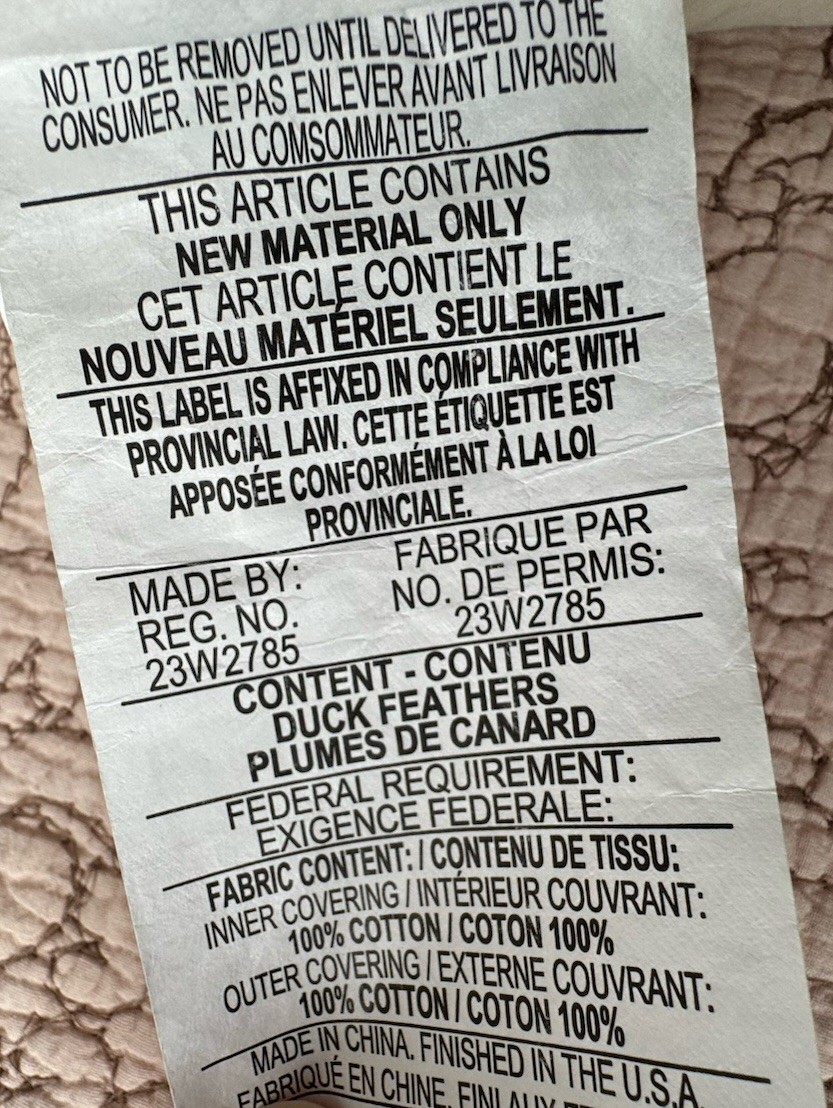 NOT TO BE REMOVED UNTIL DELIVERED TO THE
CONSUMER. NE PAS ENLEVER AVANT LIVRAISON
AU COMSOMMATEUR.
THIS ARTICLE CONTAINS
NEW MATERIAL ONLY
CET ARTICLE CONTIENT LE
NOUVEAU MATÉRIEL SEULEMENT.
THIS LABEL IS AFFIXED IN COMPLIANCE WITH
PROVINCIAL LAW. CETTE ÉTIQUETTE EST
APPOSÉE CONFORMÉMENT À LA LOI
PROVINCIALE.
MADE BY:
REG. NO.
23W2785
FABRIQUE PAR
NO. DE PERMIS:
23W2785
CONTENT - CONTENU
DUCK FEATHERS
PLUMES DE CANARD
FEDERAL REQUIREMENT:
EXIGENCE FEDERALE:
FABRIC CONTENT: / CONTENU DE TISSU:
INNER COVERING / INTÉRIEUR COUVRANT:
100% COTTON / COTON 100%
OUTER COVERING / EXTERNE COUVRANT:
100% COTTON / COTON 100%
MADE IN CHINA. FINISHED IN THE U.S.A.
FABRIQUÉ EN CHINE.